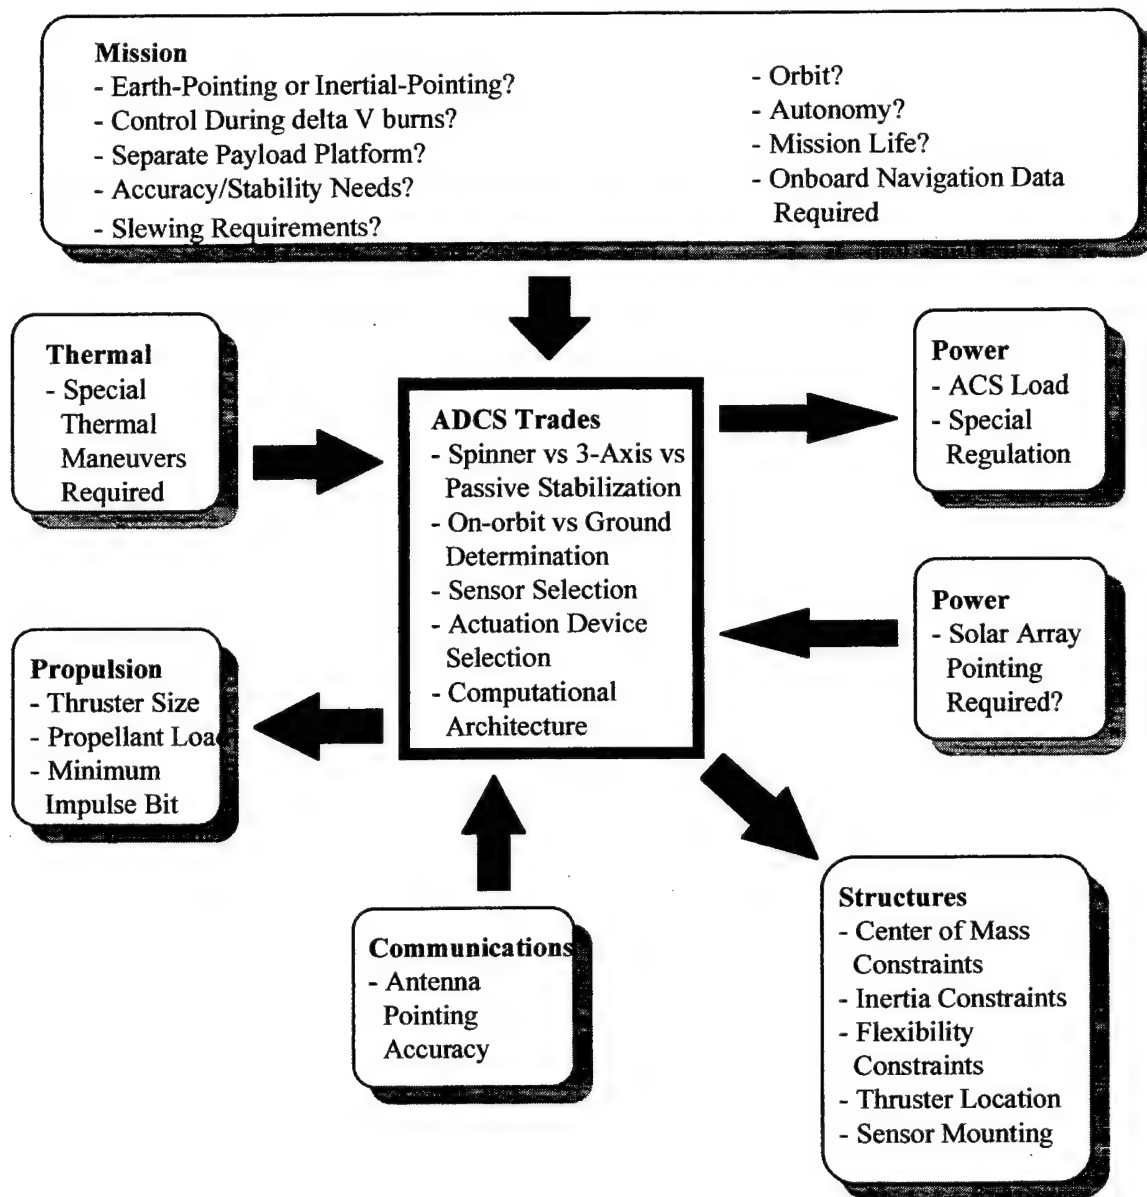 Mission
- Earth-Pointing or Inertial-Pointing?
- Control During delta V burns?
- Separate Payload Platform?
- Accuracy/Stability Needs?
- Slewing Requirements?
- Orbit?
- Autonomy?
- Mission Life?
- Onboard Navigation Data
Required
Thermal
- Special
Thermal
Maneuvers
Required
ADCS Trades
- Spinner vs 3-Axis vs
Passive Stabilization
- On-orbit vs Ground
Determination
- Sensor Selection
- Actuation Device
Selection
- Computational
Architecture
Power
- ACS Load
- Special
Regulation
Power
- Solar Array
Pointing
Required?
Propulsion
- Thruster Size
- Propellant Load
- Minimum
Impulse Bit
Communications
- Antenna
Pointing
Accuracy
Structures
- Center of Mass
Constraints
- Inertia Constraints
- Flexibility
Constraints
- Thruster Location
- Sensor Mounting